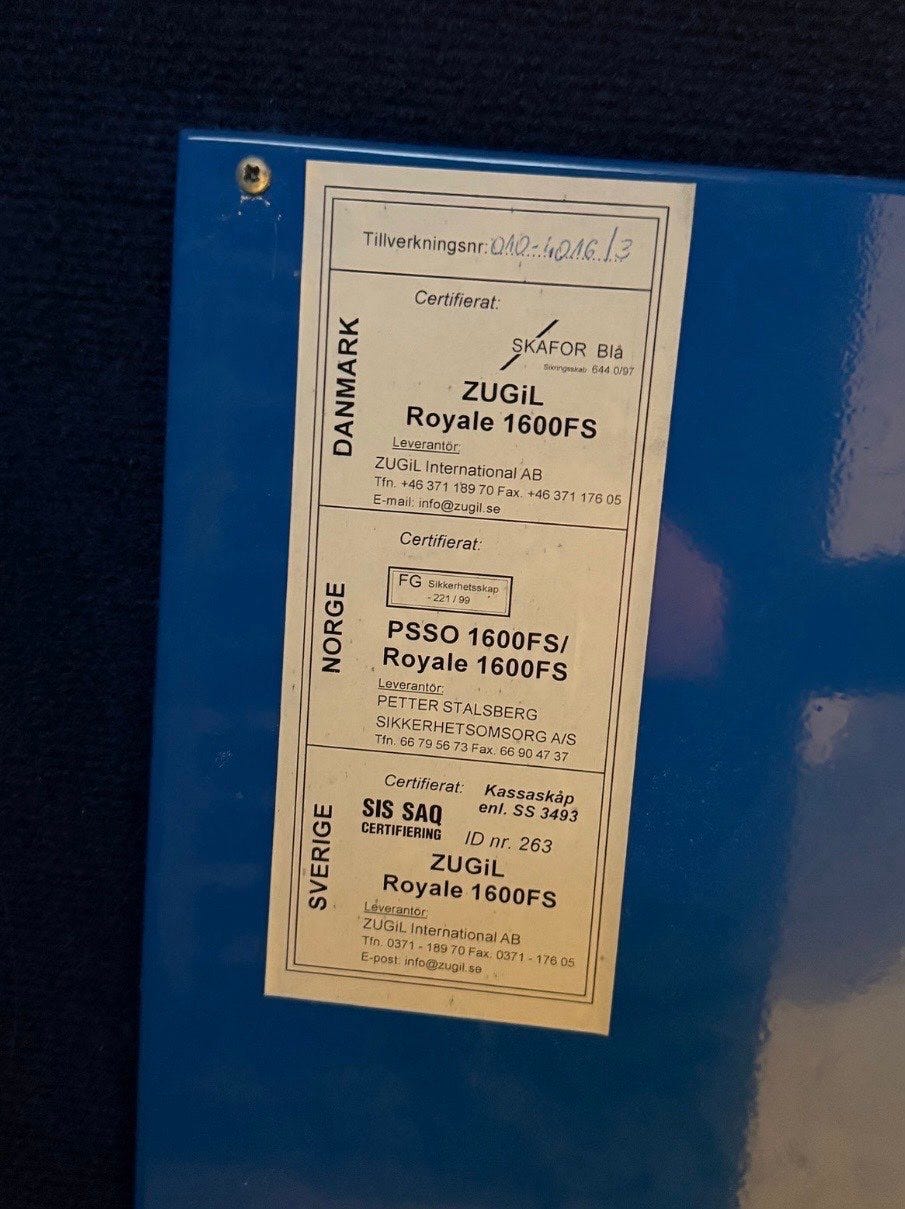 Tillverkningsnr: 010-4016/3
DANMARK
Certifierat:
SKAFOR Blå
Sikringsskab 644.0/97
ZUGiL
Royale 1600FS
Leverantör:
ZUGiL International AB
Tfn. +46 371 189 70 Fax. +46 371 176 05
E-mail: info@zugil.se
NORGE
Certifierat:
FG Sikkerhetsskap
- 221 / 99
PSSO 1600FS/
Royale 1600FS
Leverantör:
PETTER STALSBERG
SIKKERHETSOMSORG A/S
Tfn. 66 79 56 73 Fax. 66 90 47 37
SVERIGE
Certifierat: Kassaskåp
enl. SS 3493
SIS SAQ
CERTIFIERING
ID nr. 263
ZUGiL
Royale 1600FS
Leverantör:
ZUGiL International AB
Tfn. 0371 - 189 70 Fax. 0371 - 176 05
E-post: info@zugil.se